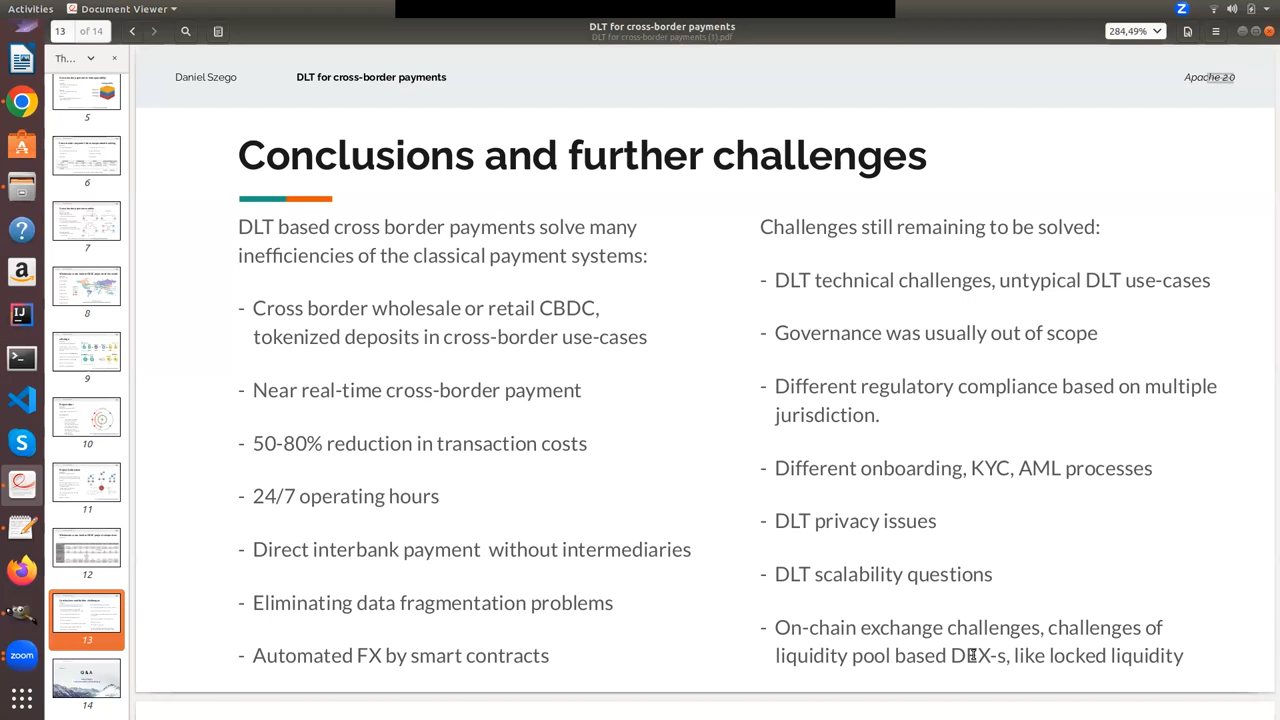 Activities
Document Viewer
13 of 14
DLT for cross-border payments
DLT for cross-border payments (1).pdf
284,49%
Th...
Daniel Szego
DLT for cross-border payments
Conclusions and further challenges
DLT based cross border payments solve many
inefficiencies of the classical payment systems:
- Cross border wholesale or retail CBDC,
tokenized deposit in cross-border use-cases
- Near real-time cross-border payment
- 50-80% reduction in transaction costs
- 24/7 operating hours
- Direct interbank payment without intermediaries
- Elimination of data fragmentation problems
- Automated FX by smart contracts
Challenges still remaining to be solved:
- DLT technical challenges, untypical DLT use-cases
- Governance was usually out of scope
- Different regulatory compliance based on multiple
jurisdiction.
- Different onboarding, KYC, AML processes
- DLT privacy issues
- DLT scalability questions
- On-chain exchange challenges, challenges of
liquidity pool based DEX-s, like locked liquidity
5
6
7
8
9
10
11
12
13
Q & A
14
zoom